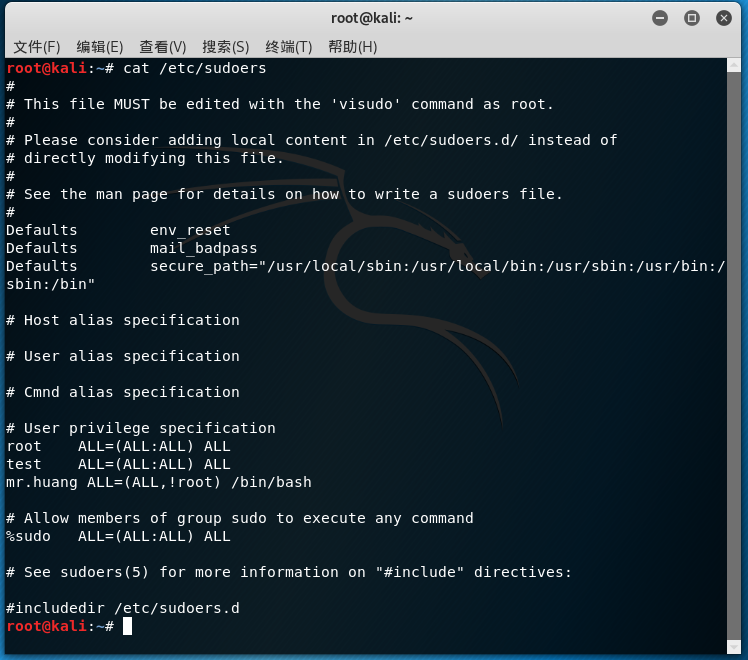 root@kali: ~
文件(F) 编辑(E) 查看(V) 搜索(S) 终端(T) 帮助(H)
root@kali:~# cat /etc/sudoers
#
# This file MUST be edited with the 'visudo' command as root.
#
# Please consider adding local content in /etc/sudoers.d/ instead of
# directly modifying this file.
#
# See the man page for details on how to write a sudoers file.
#
Defaults        env_reset
Defaults        mail_badpass
Defaults        secure_path="/usr/local/sbin:/usr/local/bin:/usr/sbin:/usr/bin:/
sbin:/bin"
# Host alias specification
# User alias specification
# Cmnd alias specification
# User privilege specification
root    ALL=(ALL:ALL) ALL
test    ALL=(ALL:ALL) ALL
mr.huang ALL=(ALL,!root) /bin/bash
# Allow members of group sudo to execute any command
%sudo   ALL=(ALL:ALL) ALL
# See sudoers(5) for more information on "#include" directives:
#includedir /etc/sudoers.d
root@kali:~#